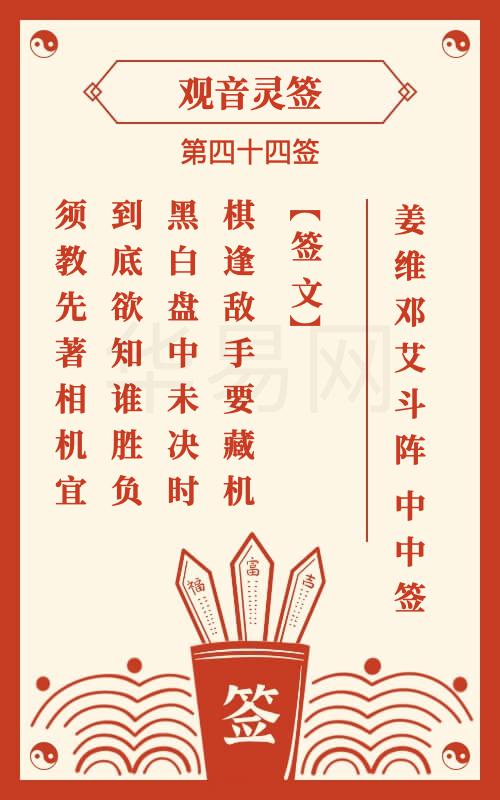 观音灵签
第四十四签
姜维邓艾斗阵 中中签
【签文】
棋逢敌手要藏机
黑白盘中未决时
到底欲知谁胜负
须教先著相机宜
华易网
福
富
吉
签